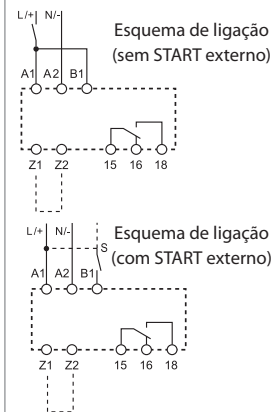 L/+ N/-
Esquema de ligação
(sem START externo)
A1 A2 B1
Z1 Z2 15 16 18
L/+ N/-
Esquema de ligação
S
(com START externo)
A1 A2 B1
Z1 Z2 15 16 18